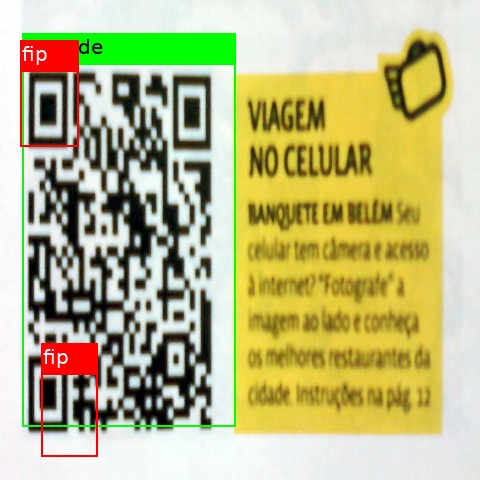 fip
de
VIAGEM
NO CELULAR
BANQUETE EM BELÉM Seu
celular tem câmera e acesso
à internet? "Fotografe" a
imagem ao lado e conheça
os melhores restaurantes da
cidade. Instruções na pág. 12
fip